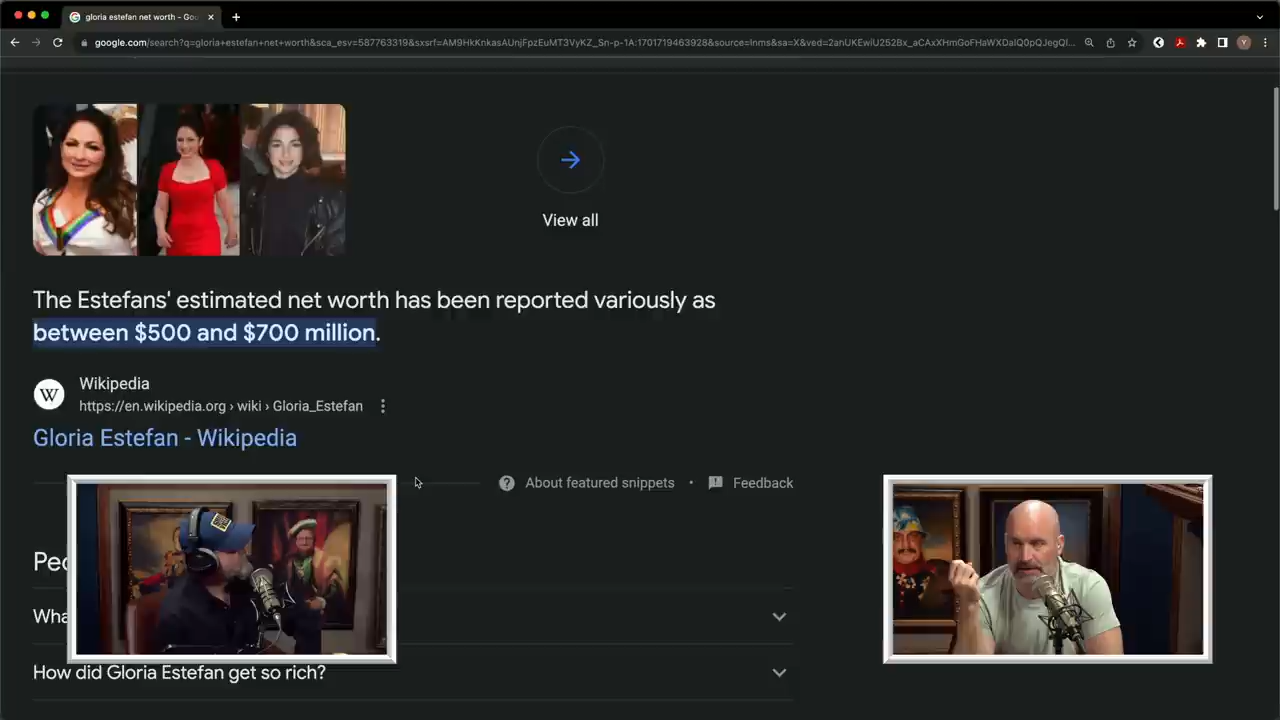 gloria estefan net worth - Goo
google.com/search?q=gloria+estefan+net+worth&sca_esv=587763319&sxsrf=AM9HkKnkasAUnjFpzEuMT3VyKZ_Sn-p-1A:1701719463928&source=lnms&sa=X&ved=
View all
The Estefans' estimated net worth has been reported variously as
between $500 and $700 million.
W
Wikipedia
https://en.wikipedia.org › wiki › Gloria_Estefan
Gloria Estefan - Wikipedia
About featured snippets • Feedback
Peo
Wha
How did Gloria Estefan get so rich?